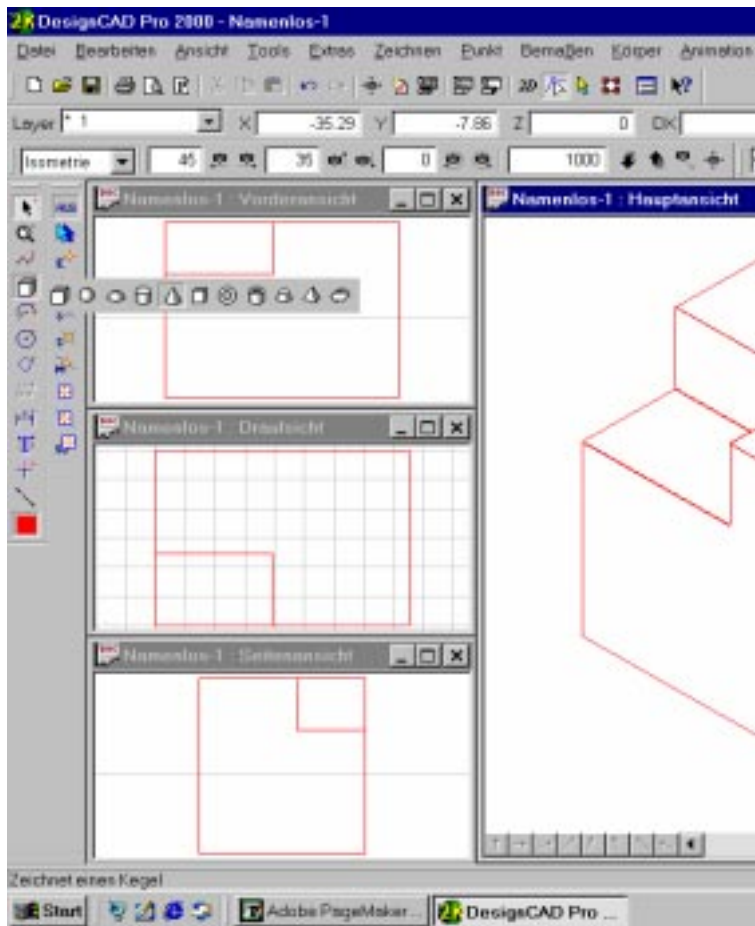 DesignCAD Pro 2000 - Namenlos-1
Datei Bearbeiten Ansicht Tools Extras Zeichnen Punkt Bemaßen Körper Animation
2D
Layer * 1 X -35.29 Y -7.86 Z 0 DX
Isometrie 45 35 0 1000
Namenlos-1 : Vorderansicht
Namenlos-1 : Hauptansicht
Namenlos-1 : Draufsicht
Namenlos-1 : Seitenansicht
Zeichnet einen Kegel
Start Adobe PageMaker... DesignCAD Pro ...